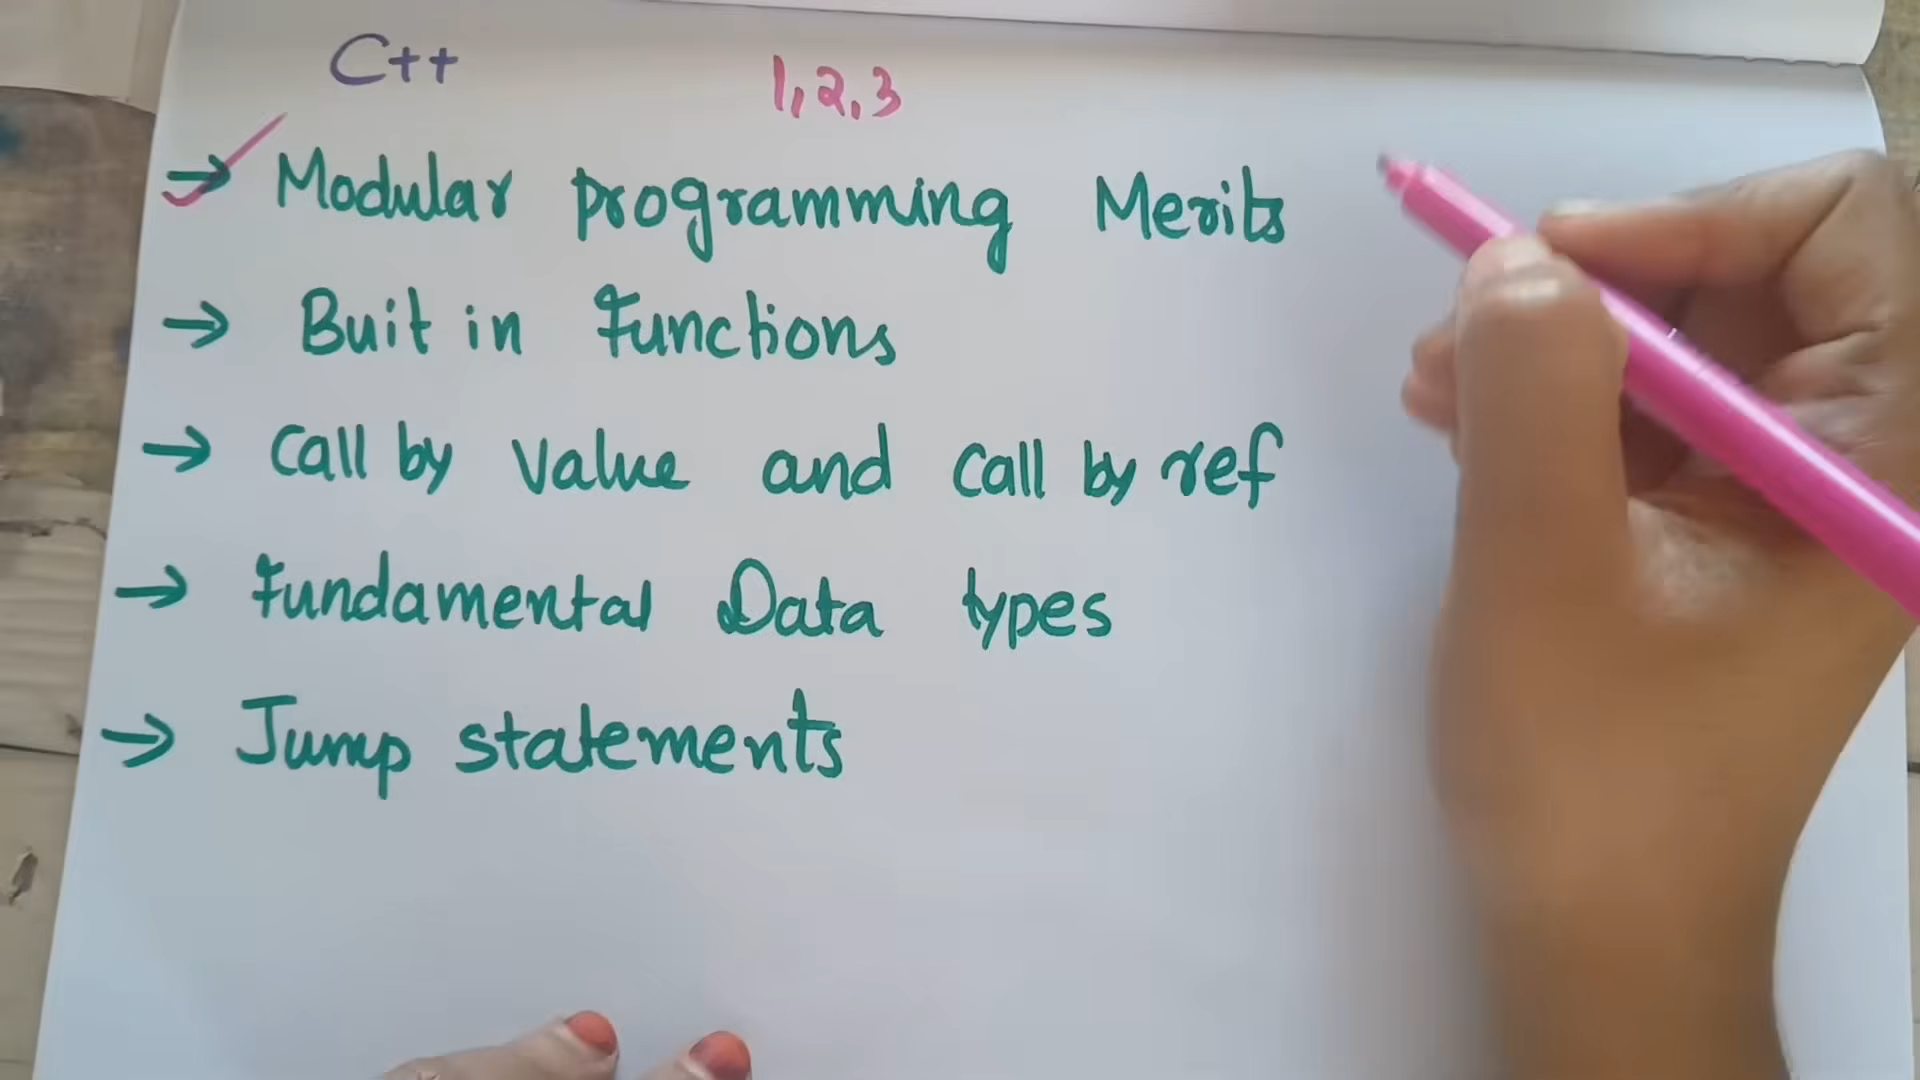 C++
1,2,3
→ Modular programming Merits
→ Buit in functions
→ Call by value and call by ref
→ fundamental Data types
→ Jump statements